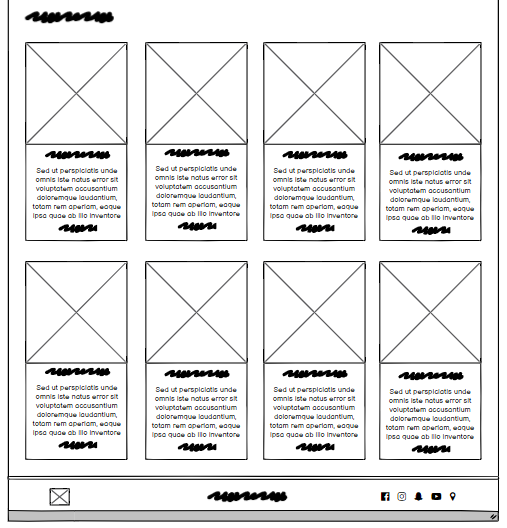 Sed ut perspiciatis unde
omnis iste natus error sit
voluptatem accusantium
doloremque laudantium,
totam rem aperiam, eaque
ipsa quae ab illo inventore
Sed ut perspiciatis unde
omnis iste natus error sit
voluptatem accusantium
doloremque laudantium,
totam rem aperiam, eaque
ipsa quae ab illo inventore
Sed ut perspiciatis unde
omnis iste natus error sit
voluptatem accusantium
doloremque laudantium,
totam rem aperiam, eaque
ipsa quae ab illo inventore
Sed ut perspiciatis unde
omnis iste natus error sit
voluptatem accusantium
doloremque laudantium,
totam rem aperiam, eaque
ipsa quae ab illo inventore
Sed ut perspiciatis unde
omnis iste natus error sit
voluptatem accusantium
doloremque laudantium,
totam rem aperiam, eaque
ipsa quae ab illo inventore
Sed ut perspiciatis unde
omnis iste natus error sit
voluptatem accusantium
doloremque laudantium,
totam rem aperiam, eaque
ipsa quae ab illo inventore
Sed ut perspiciatis unde
omnis iste natus error sit
voluptatem accusantium
doloremque laudantium,
totam rem aperiam, eaque
ipsa quae ab illo inventore
Sed ut perspiciatis unde
omnis iste natus error sit
voluptatem accusantium
doloremque laudantium,
totam rem aperiam, eaque
ipsa quae ab illo inventore